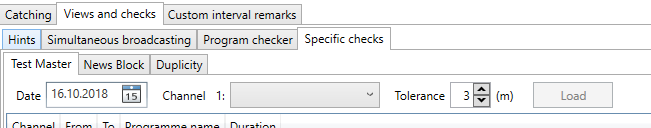 Catching Views and checks Custom interval remarks
Hints Simultaneous broadcasting Program checker Specific checks
Test Master News Block Duplicity
Date 16.10.2018 15 Channel 1: Tolerance 3 (m) Load
Channel From To Programme name Duration